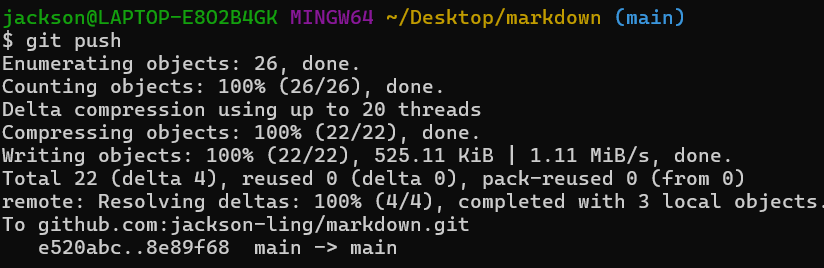 jackson@LAPTOP-E8O2B4GK MINGW64 ~/Desktop/markdown (main)
$ git push
Enumerating objects: 26, done.
Counting objects: 100% (26/26), done.
Delta compression using up to 20 threads
Compressing objects: 100% (22/22), done.
Writing objects: 100% (22/22), 525.11 KiB | 1.11 MiB/s, done.
Total 22 (delta 4), reused 0 (delta 0), pack-reused 0 (from 0)
remote: Resolving deltas: 100% (4/4), completed with 3 local objects.
To github.com:jackson-ling/markdown.git
   e520abc..8e89f68  main -> main